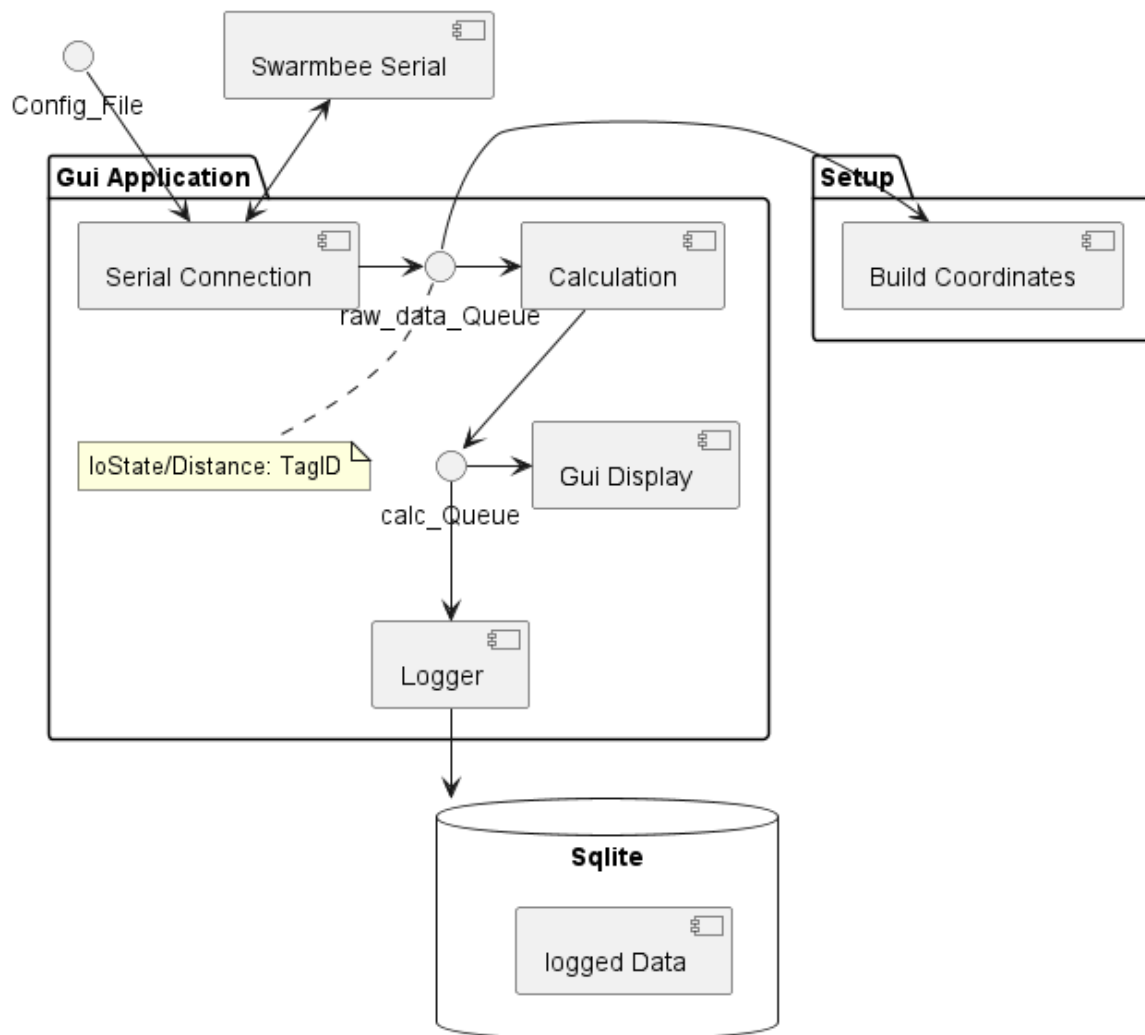 Swarmbee Serial
Config_File
Gui Application
Setup
Serial Connection
Calculation
Build Coordinates
raw_data_Queue
IoState/Distance: TagID
Gui Display
calc_Queue
Logger
Sqlite
logged Data